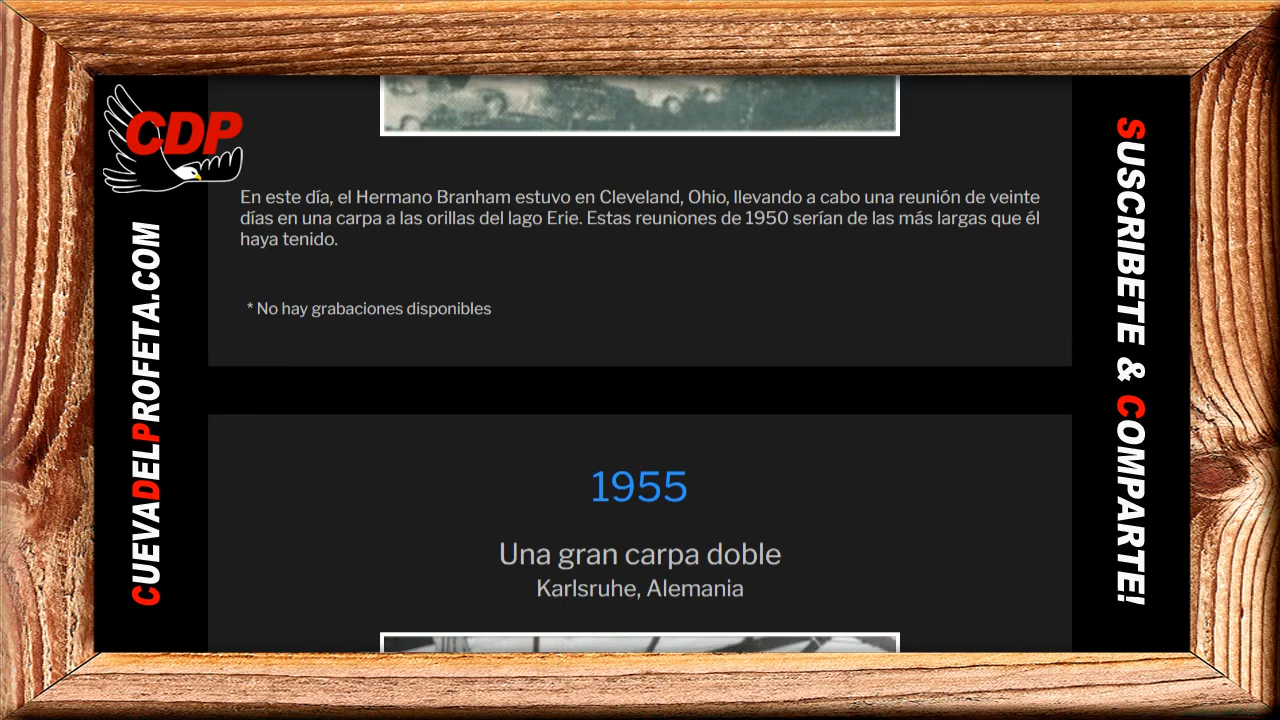 CDP
CUEVADELPROFETA.COM
En este día, el Hermano Branham estuvo en Cleveland, Ohio, llevando a cabo una reunión de veinte
días en una carpa a las orillas del lago Erie. Estas reuniones de 1950 serían de las más largas que él
haya tenido.
* No hay grabaciones disponibles
1955
Una gran carpa doble
Karlsruhe, Alemania
SUSCRIBETE & COMPARTE!